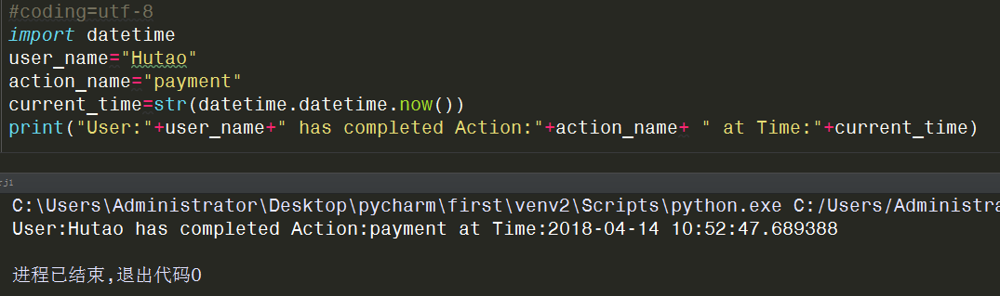 #coding=utf-8
import datetime
user_name="Hutao"
action_name="payment"
current_time=str(datetime.datetime.now())
print("User:"+user_name+" has completed Action:"+action_name+ " at Time:"+current_time)
rj1
C:\Users\Administrator\Desktop\pycharm\first\venv2\Scripts\python.exe C:/Users/Administra
User:Hutao has completed Action:payment at Time:2018-04-14 10:52:47.689388
进程已结束,退出代码0